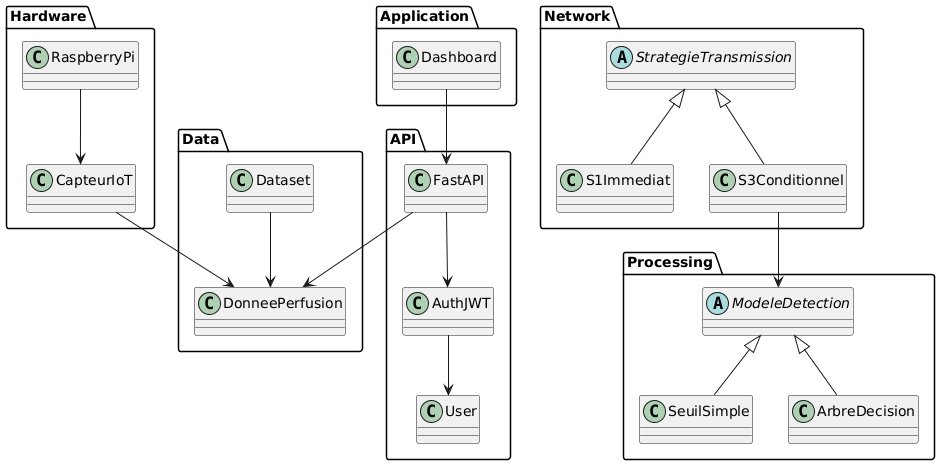 Hardware
Application
Network
C RaspberryPi
C Dashboard
A StrategieTransmission
Data
API
C CapteurIoT
C Dataset
C FastAPI
C S1Immediat
C S3Conditionnel
Processing
C DonneePerfusion
C AuthJWT
A ModeleDetection
C User
C SeuilSimple
C ArbreDecision